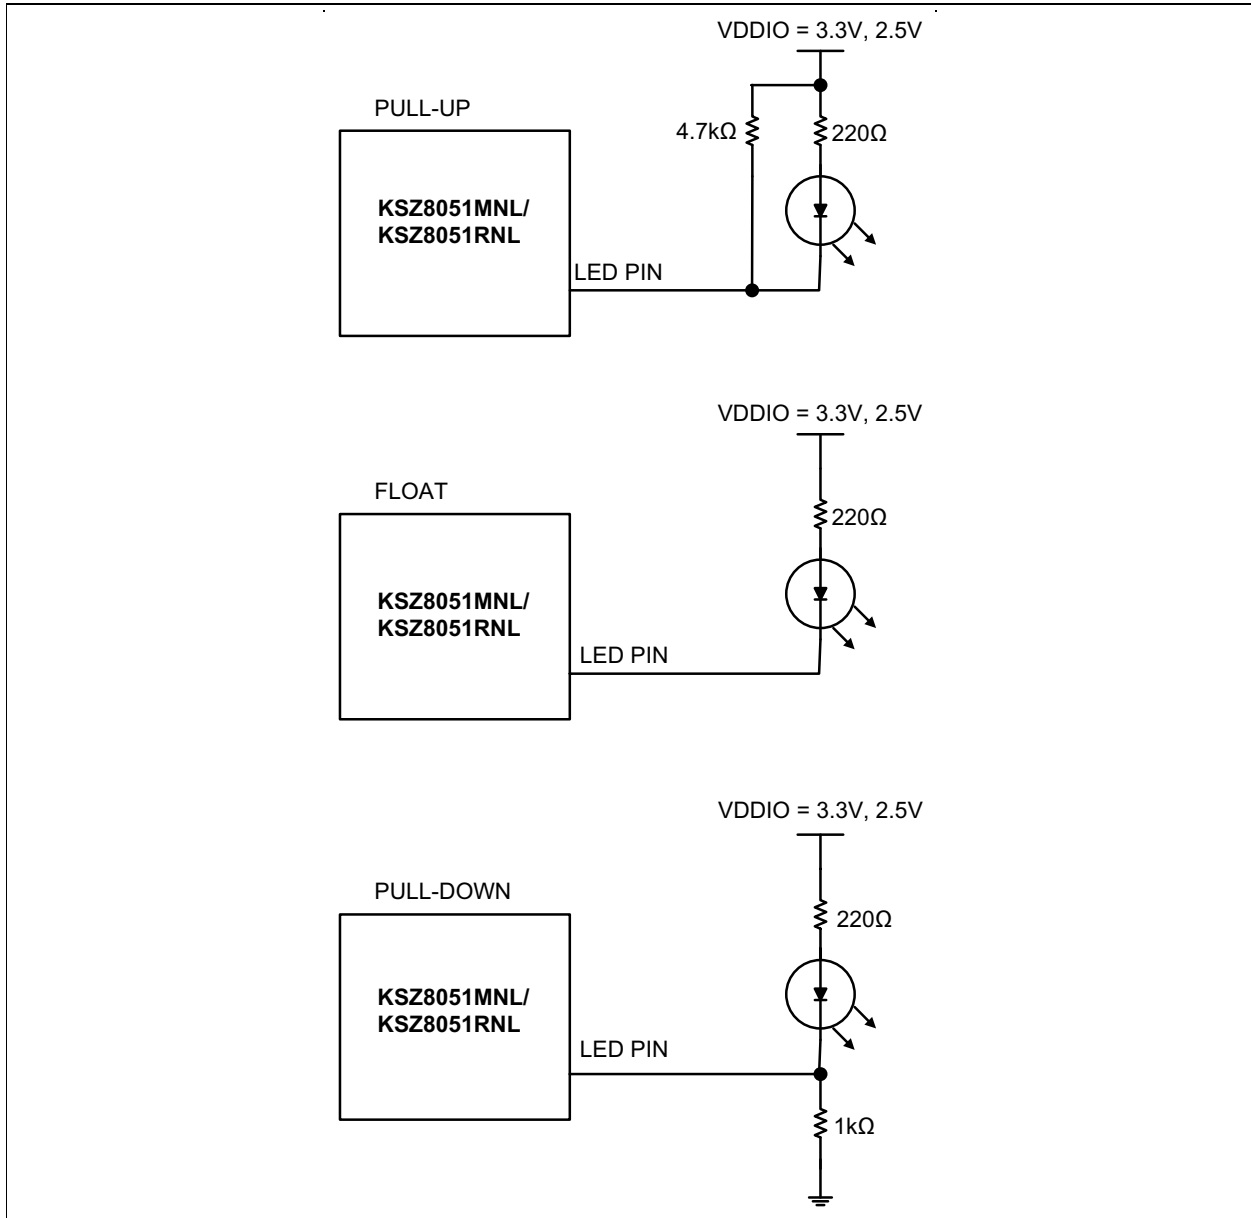 VDDIO = 3.3V, 2.5V
PULL-UP
4.7kΩ
220Ω
KSZ8051MNL/
KSZ8051RNL
LED PIN
VDDIO = 3.3V, 2.5V
FLOAT
220Ω
KSZ8051MNL/
KSZ8051RNL
LED PIN
VDDIO = 3.3V, 2.5V
PULL-DOWN
220Ω
KSZ8051MNL/
KSZ8051RNL
LED PIN
1kΩ